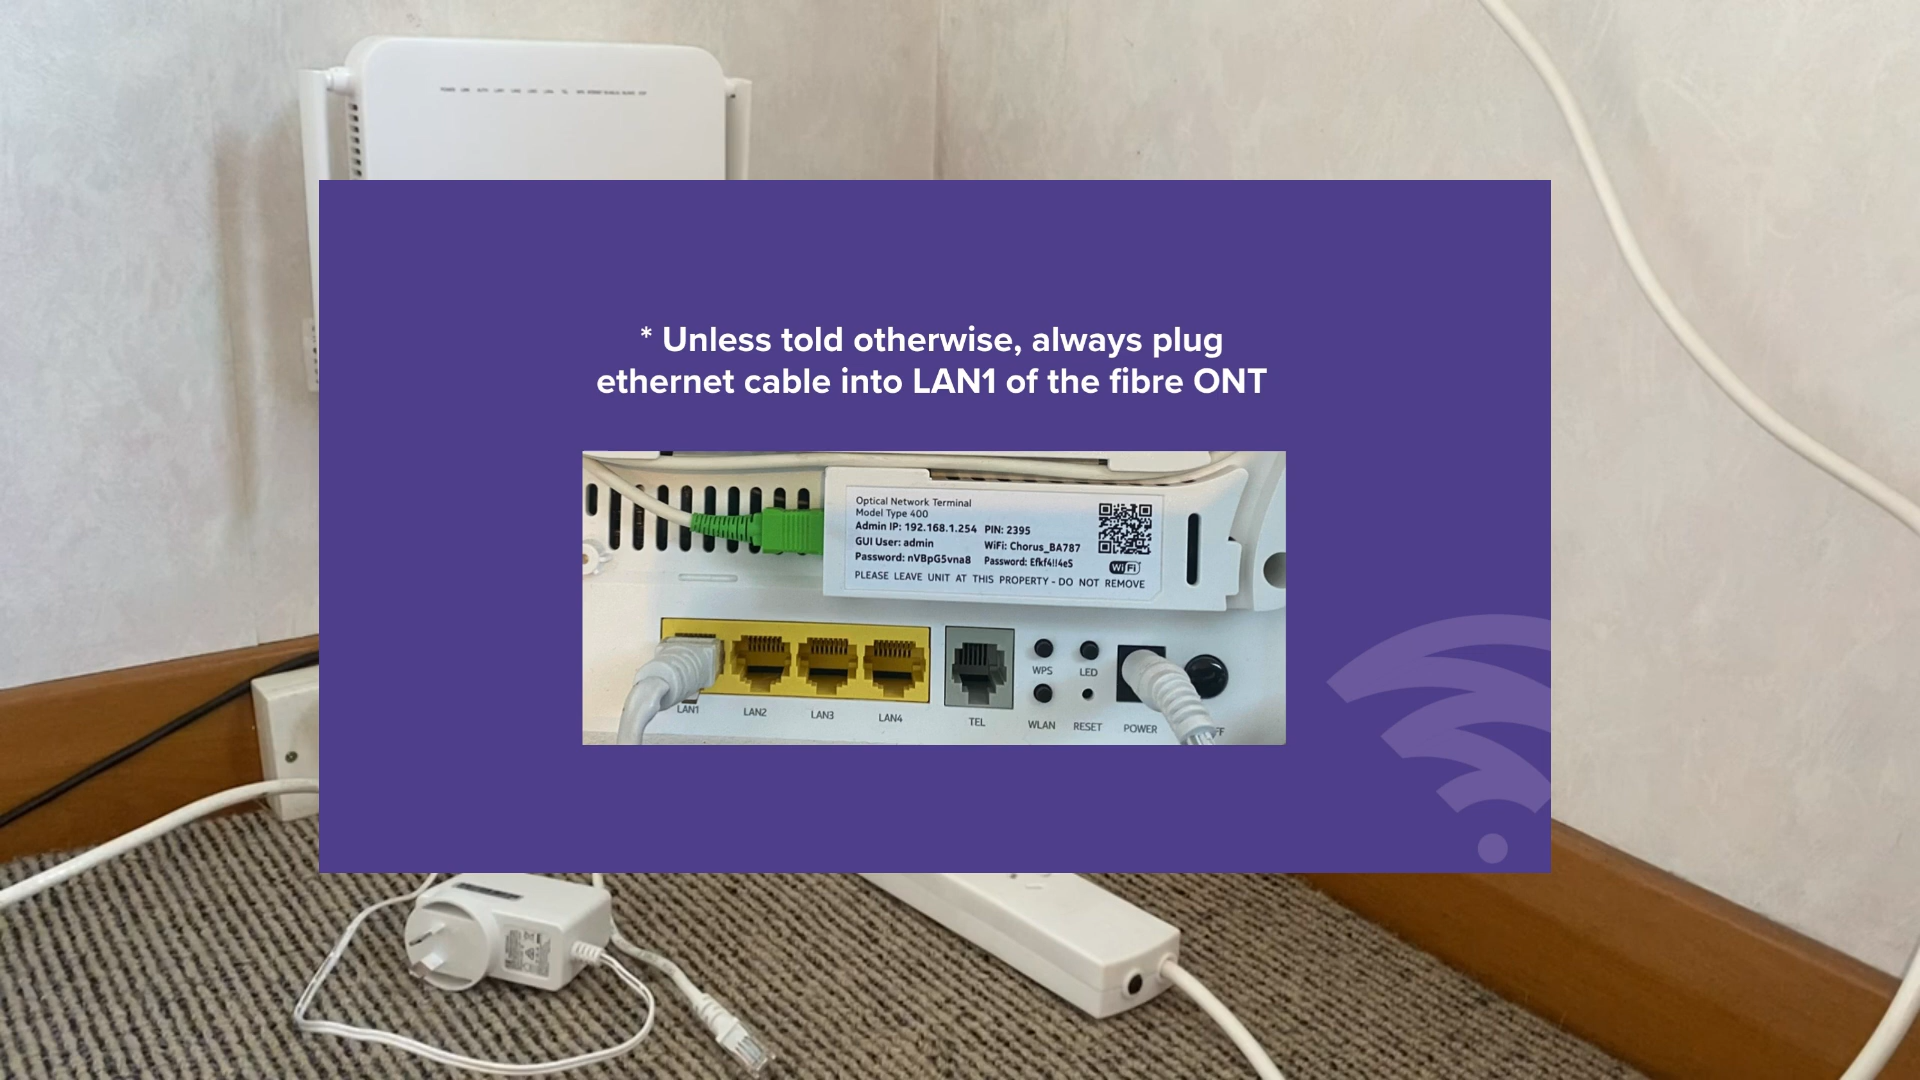 * Unless told otherwise, always plug
ethernet cable into LAN1 of the fibre ONT
Optical Network Terminal
Model Type 400
Admin IP: 192.168.1.254 PIN: 2395
GUI User: admin WiFi: Chorus_BA787
Password: nVBpG5vna8 Password: Efkf4!!4eS
WiFi
PLEASE LEAVE UNIT AT THIS PROPERTY - DO NOT REMOVE
WPS LED
LAN1 LAN2 LAN3 LAN4 TEL WLAN RESET POWER